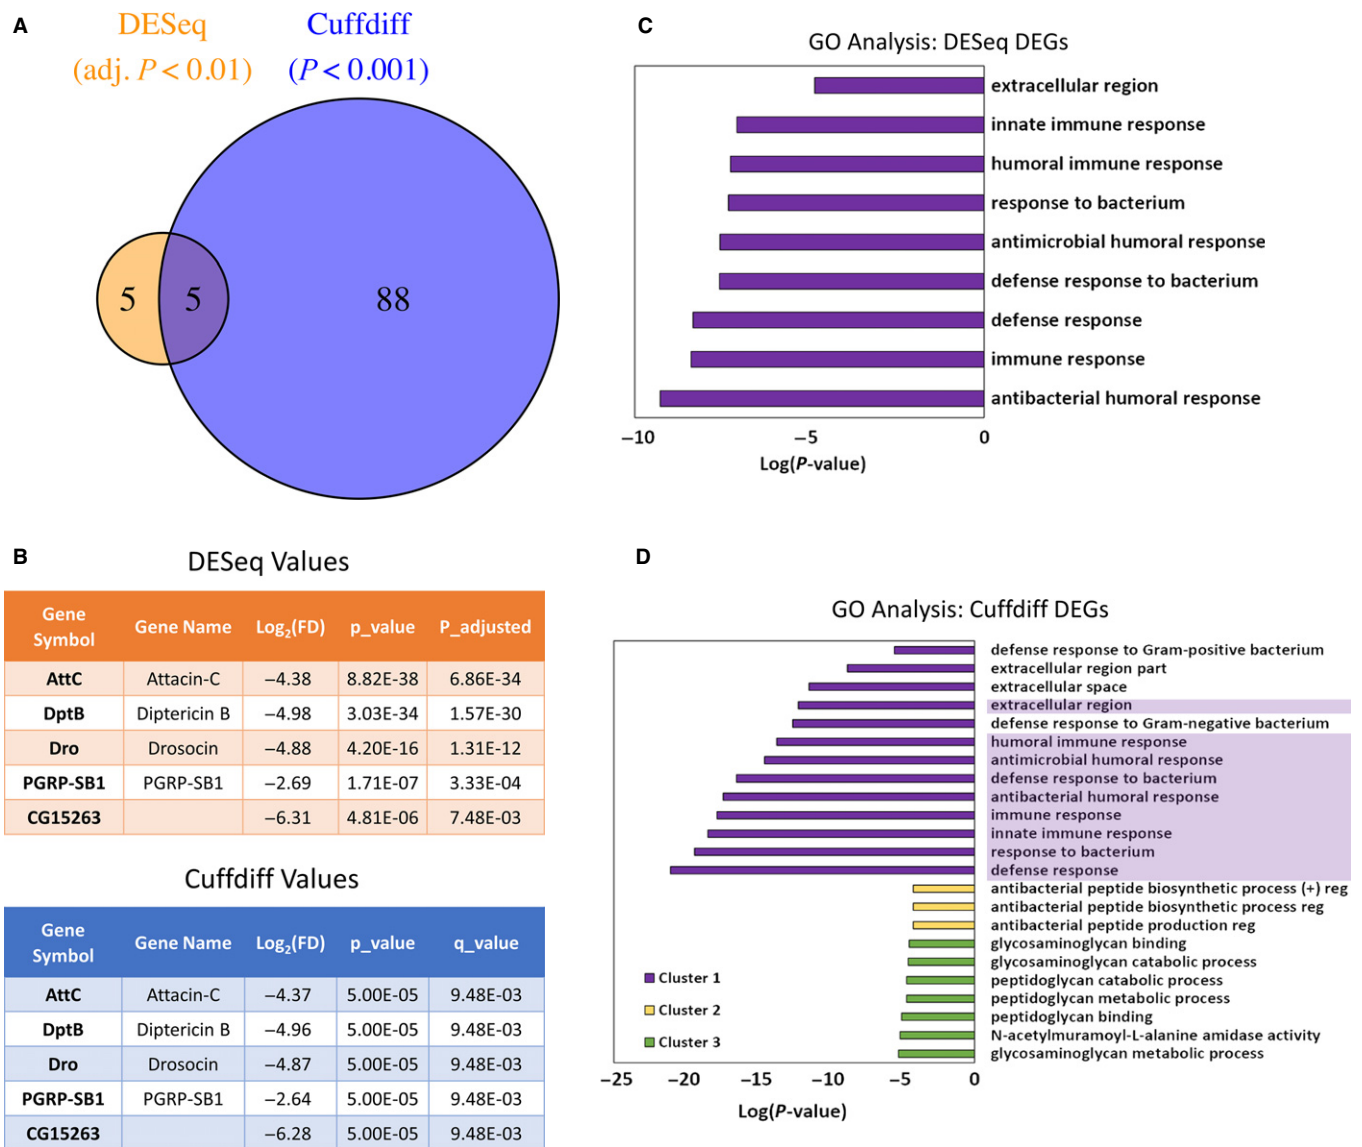 A
DESeq
(adj. P < 0.01)
Cuffdiff
(P < 0.001)
5
5
88
B
DESeq Values
Gene Symbol Gene Name Log2(FD) p_value P_adjusted
AttC Attacin-C −4.38 8.82E-38 6.86E-34
DptB Diptericin B −4.98 3.03E-34 1.57E-30
Dro Drosocin −4.88 4.20E-16 1.31E-12
PGRP-SB1 PGRP-SB1 −2.69 1.71E-07 3.33E-04
CG15263 −6.31 4.81E-06 7.48E-03
Cuffdiff Values
Gene Symbol Gene Name Log2(FD) p_value q_value
AttC Attacin-C −4.37 5.00E-05 9.48E-03
DptB Diptericin B −4.96 5.00E-05 9.48E-03
Dro Drosocin −4.87 5.00E-05 9.48E-03
PGRP-SB1 PGRP-SB1 −2.64 5.00E-05 9.48E-03
CG15263 −6.28 5.00E-05 9.48E-03
C
GO Analysis: DESeq DEGs
extracellular region
innate immune response
humoral immune response
response to bacterium
antimicrobial humoral response
defense response to bacterium
defense response
immune response
antibacterial humoral response
−10 −5 0
Log(P-value)
D
GO Analysis: Cuffdiff DEGs
defense response to Gram-positive bacterium
extracellular region part
extracellular space
extracellular region
defense response to Gram-negative bacterium
humoral immune response
antimicrobial humoral response
defense response to bacterium
antibacterial humoral response
immune response
innate immune response
response to bacterium
defense response
antibacterial peptide biosynthetic process (+) reg
antibacterial peptide biosynthetic process reg
antibacterial peptide production reg
glycosaminoglycan binding
glycosaminoglycan catabolic process
peptidoglycan catabolic process
peptidoglycan metabolic process
peptidoglycan binding
N-acetylmuramoyl-L-alanine amidase activity
glycosaminoglycan metabolic process
Cluster 1
Cluster 2
Cluster 3
−25 −20 −15 −10 −5 0
Log(P-value)